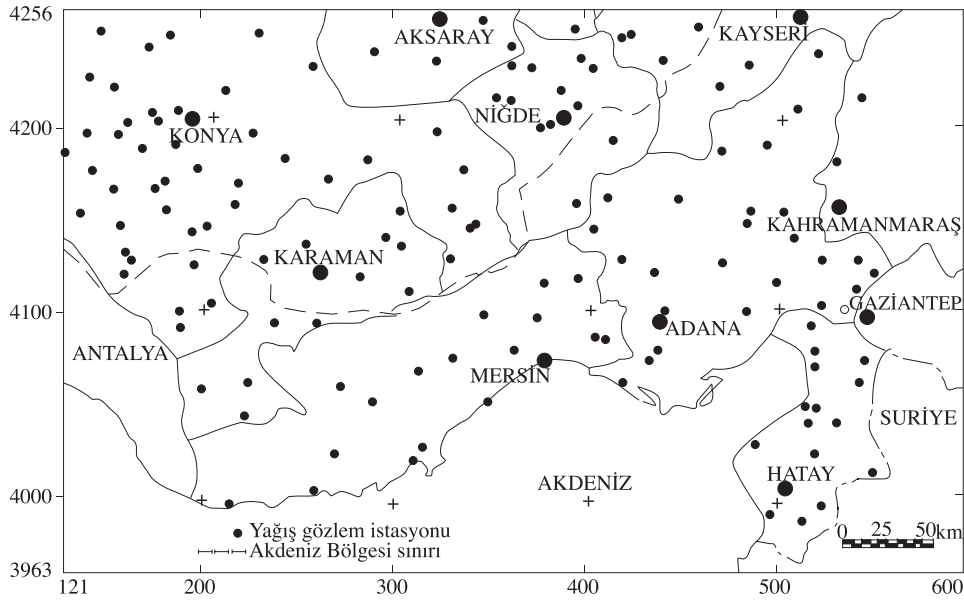 4256
AKSARAY
KAYSERİ
4200
KONYA
NİĞDE
KAHRAMANMARAŞ
KARAMAN
4100
GAZİANTEP
ANTALYA
ADANA
MERSİN
SURİYE
HATAY
AKDENİZ
4000
Yağış gözlem istasyonu
Akdeniz Bölgesi sınırı
0 25 50km
3963
121 200 300 400 500 600